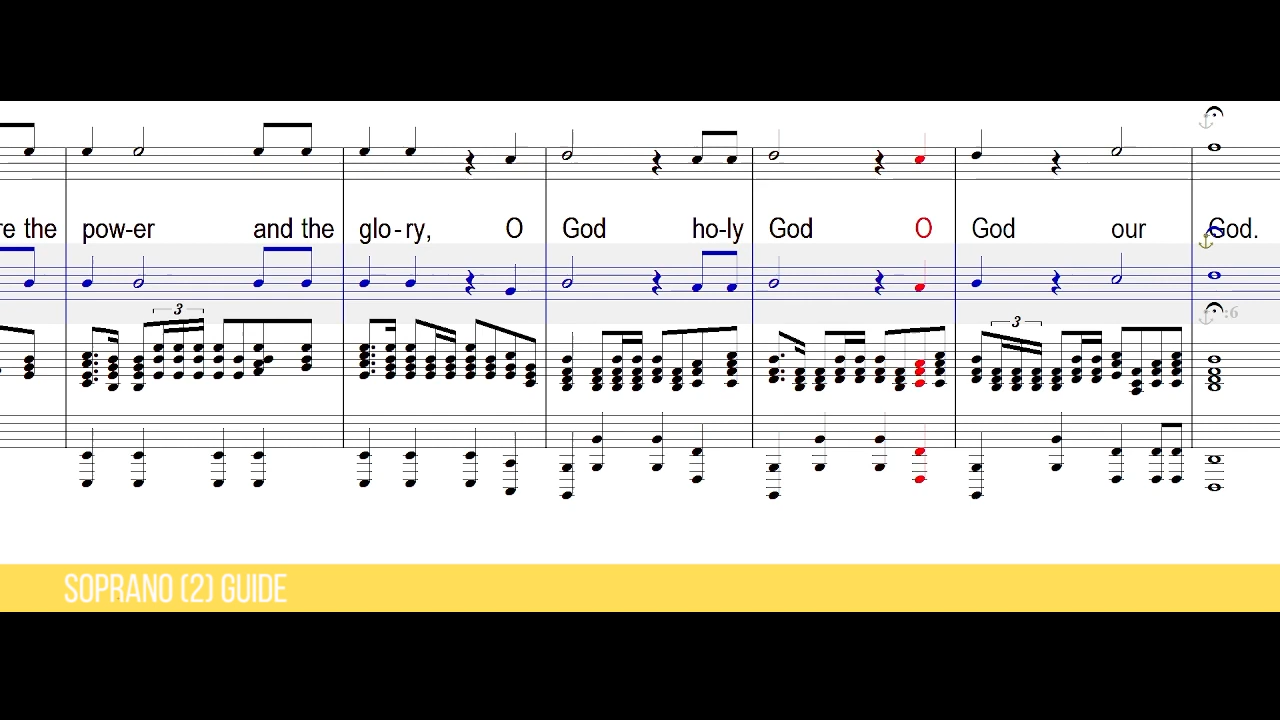 re the pow-er and the glo-ry, O God ho-ly God O God our God.
3
:6
3
SOPRANO (2) GUIDE